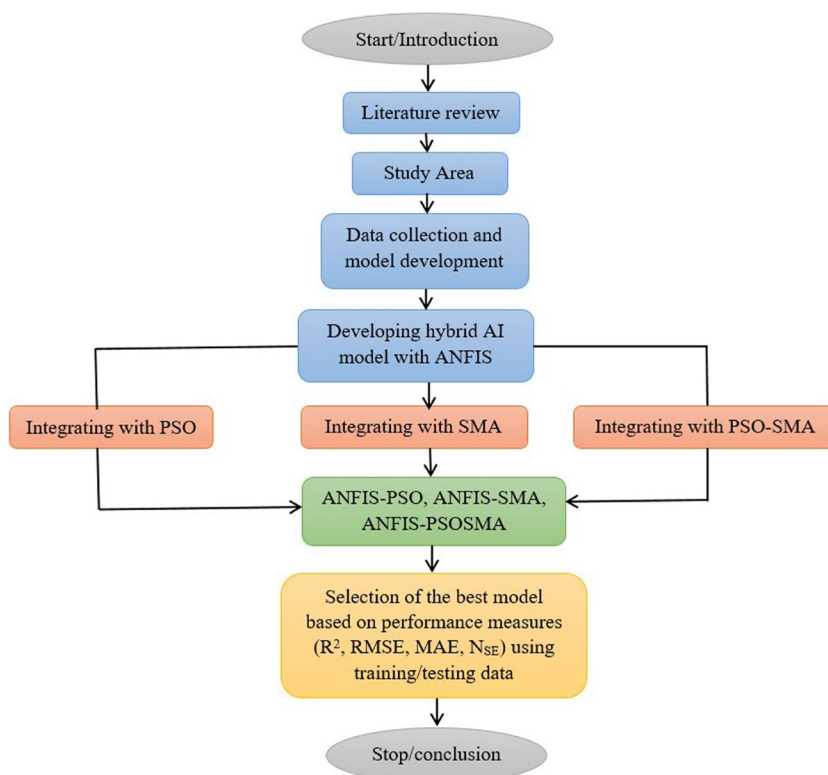 Start/Introduction
Literature review
Study Area
Data collection and
model development
Developing hybrid AI
model with ANFIS
Integrating with PSO
Integrating with SMA
Integrating with PSO-SMA
ANFIS-PSO, ANFIS-SMA,
ANFIS-PSOSMA
Selection of the best model
based on performance measures
(R², RMSE, MAE, N_SE) using
training/testing data
Stop/conclusion